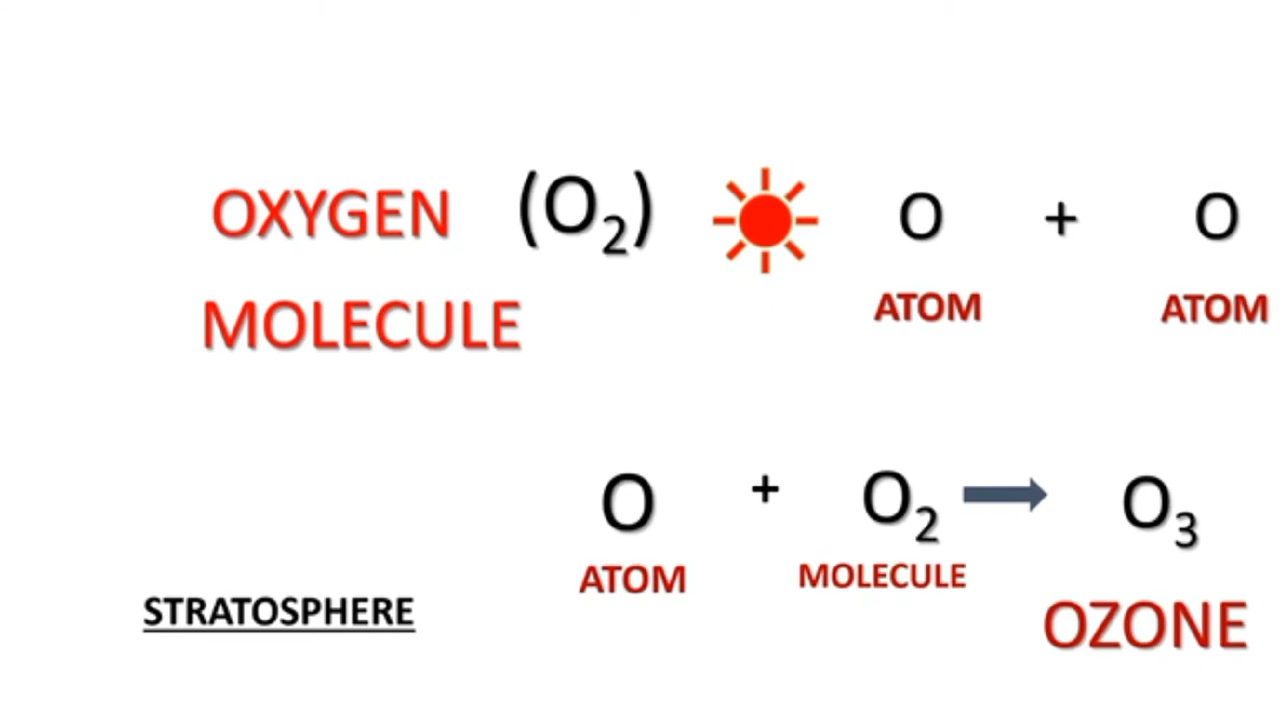 OXYGEN (O₂) O + O
MOLECULE ATOM ATOM
O + O₂ → O₃
ATOM MOLECULE
STRATOSPHERE OZONE